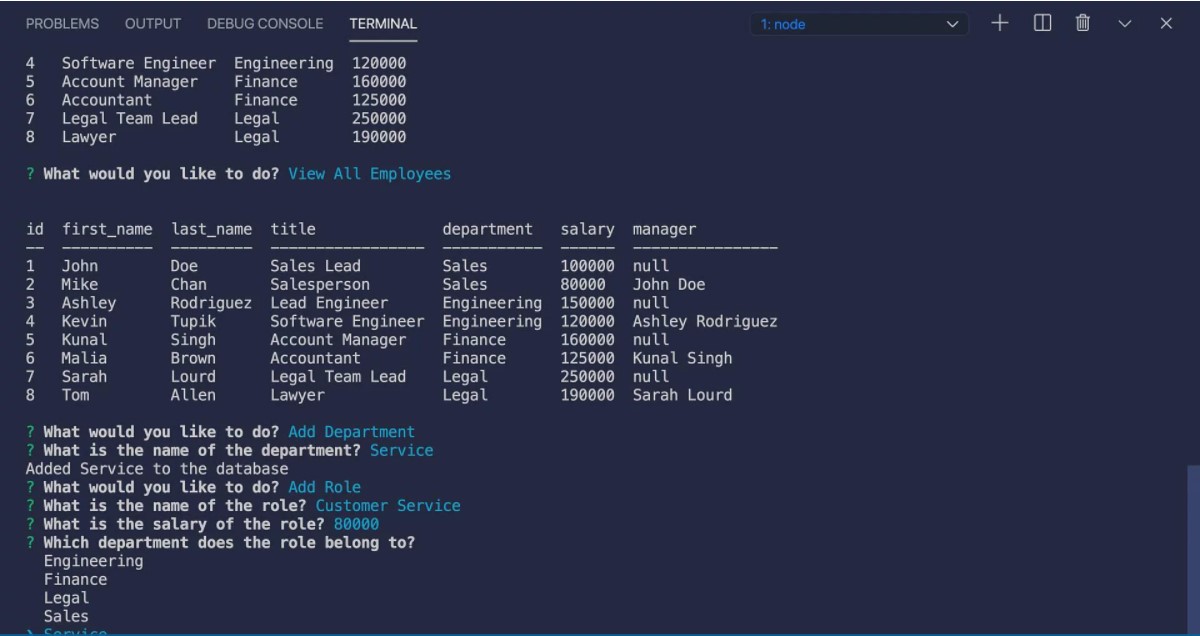 PROBLEMS OUTPUT DEBUG CONSOLE TERMINAL 1: node
4 Software Engineer Engineering 120000
5 Account Manager Finance 160000
6 Accountant Finance 125000
7 Legal Team Lead Legal 250000
8 Lawyer Legal 190000
? What would you like to do? View All Employees
id first_name last_name title department salary manager
1 John Doe Sales Lead Sales 100000 null
2 Mike Chan Salesperson Sales 80000 John Doe
3 Ashley Rodriguez Lead Engineer Engineering 150000 null
4 Kevin Tupik Software Engineer Engineering 120000 Ashley Rodriguez
5 Kunal Singh Account Manager Finance 160000 null
6 Malia Brown Accountant Finance 125000 Kunal Singh
7 Sarah Lourd Legal Team Lead Legal 250000 null
8 Tom Allen Lawyer Legal 190000 Sarah Lourd
? What would you like to do? Add Department
? What is the name of the department? Service
Added Service to the database
? What would you like to do? Add Role
? What is the name of the role? Customer Service
? What is the salary of the role? 80000
? Which department does the role belong to?
Engineering
Finance
Legal
Sales
❯ Service